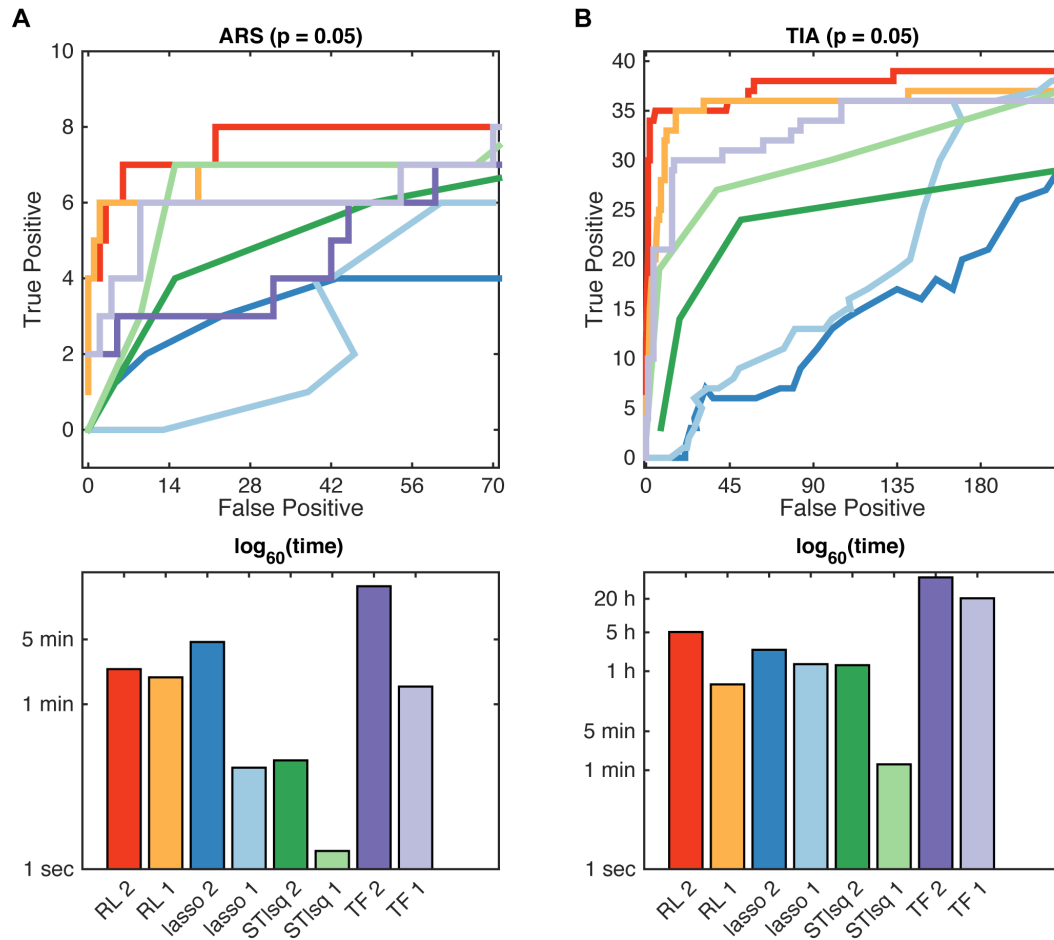 A
ARS (p = 0.05)
10
8
6
4
2
0
True Positive
0 14 28 42 56 70
False Positive
B
TIA (p = 0.05)
40
35
30
25
20
15
10
5
0
True Positive
0 45 90 135 180
False Positive
log60(time)
5 min
1 min
1 sec
RL 2
RL 1
lasso 2
lasso 1
STlsq 2
STlsq 1
TF 2
TF 1
log60(time)
20 h
5 h
1 h
5 min
1 min
1 sec
RL 2
RL 1
lasso 2
lasso 1
STlsq 2
STlsq 1
TF 2
TF 1